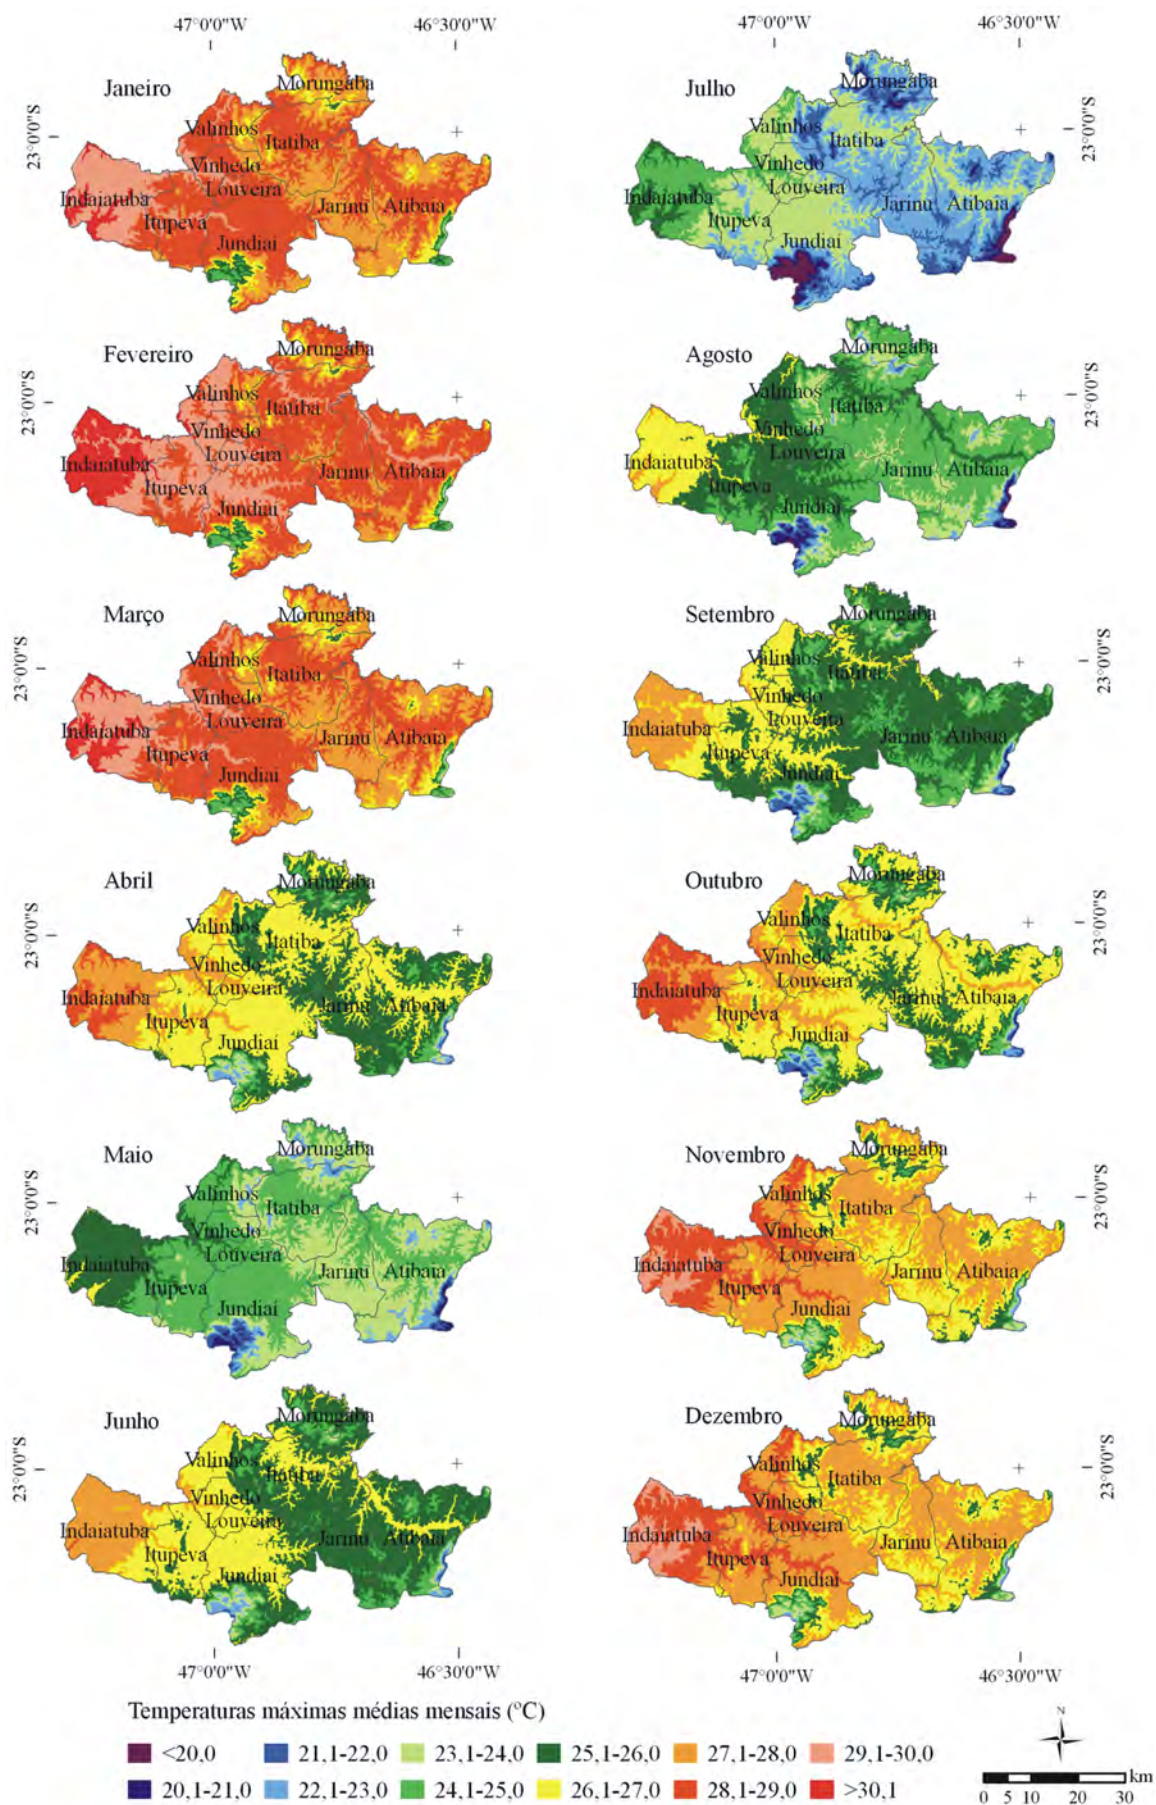 47°0'0"W 46°30'0"W 47°0'0"W 46°30'0"W
Janeiro
Morungaba
Valinhos
Itatiba
Vinhedo
Louveira
Indaiatuba
Itupeva
Jarinu
Atibaia
Jundiaí
23°0'0"S
Julho
Morungaba
Valinhos
Itatiba
Vinhedo
Louveira
Indaiatuba
Itupeva
Jarinu
Atibaia
Jundiaí
23°0'0"S
Fevereiro
Morungaba
Valinhos
Itatiba
Vinhedo
Louveira
Indaiatuba
Itupeva
Jarinu
Atibaia
Jundiaí
23°0'0"S
Agosto
Morungaba
Valinhos
Itatiba
Vinhedo
Louveira
Indaiatuba
Itupeva
Jarinu
Atibaia
Jundiaí
23°0'0"S
Março
Morungaba
Valinhos
Itatiba
Vinhedo
Louveira
Indaiatuba
Itupeva
Jarinu
Atibaia
Jundiaí
23°0'0"S
Setembro
Morungaba
Valinhos
Itatiba
Vinhedo
Louveira
Indaiatuba
Itupeva
Jarinu
Atibaia
Jundiaí
23°0'0"S
Abril
Morungaba
Valinhos
Itatiba
Vinhedo
Louveira
Indaiatuba
Itupeva
Jarinu
Atibaia
Jundiaí
23°0'0"S
Outubro
Morungaba
Valinhos
Itatiba
Vinhedo
Louveira
Indaiatuba
Itupeva
Jarinu
Atibaia
Jundiaí
23°0'0"S
Maio
Morungaba
Valinhos
Itatiba
Vinhedo
Louveira
Indaiatuba
Itupeva
Jarinu
Atibaia
Jundiaí
23°0'0"S
Novembro
Morungaba
Valinhos
Itatiba
Vinhedo
Louveira
Indaiatuba
Itupeva
Jarinu
Atibaia
Jundiaí
23°0'0"S
Junho
Morungaba
Valinhos
Itatiba
Vinhedo
Louveira
Indaiatuba
Itupeva
Jarinu
Atibaia
Jundiaí
23°0'0"S
Dezembro
Morungaba
Valinhos
Itatiba
Vinhedo
Louveira
Indaiatuba
Itupeva
Jarinu
Atibaia
Jundiaí
23°0'0"S
47°0'0"W 46°30'0"W 47°0'0"W 46°30'0"W
Temperaturas máximas médias mensais (ºC)
<20,0 21,1-22,0 23,1-24,0 25,1-26,0 27,1-28,0 29,1-30,0
20,1-21,0 22,1-23,0 24,1-25,0 26,1-27,0 28,1-29,0 >30,1
N
km
0 5 10 20 30